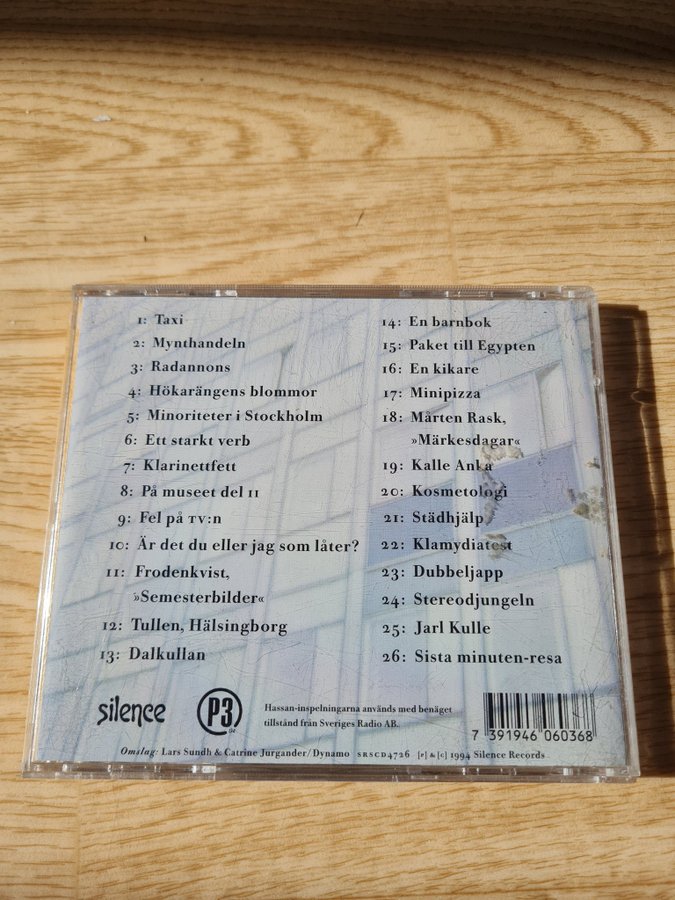 1: Taxi
2: Mynthandeln
3: Radannons
4: Hökarängens blommor
5: Minoriteter i Stockholm
6: Ett starkt verb
7: Klarinettfett
8: På museet del 11
9: Fel på TV:n
10: Är det du eller jag som låter?
11: Frodenkvist,
»Semesterbilder«
12: Tullen, Hälsingborg
13: Dalkullan
14: En barnbok
15: Paket till Egypten
16: En kikare
17: Minipizza
18: Mårten Rask,
»Märkesdagar«
19: Kalle Anka
20: Kosmetologi
21: Städhjälp
22: Klamydiatest
23: Dubbeljapp
24: Stereodjungeln
25: Jarl Kulle
26: Sista minuten-resa
silence
P3
Hassan-inspelningarna används med benäget
tillstånd från Sveriges Radio AB.
7 391946 060368
Omslag: Lars Sundh & Catrine Jurgander/Dynamo SRSCD4726 [p] & [c] 1994 Silence Records